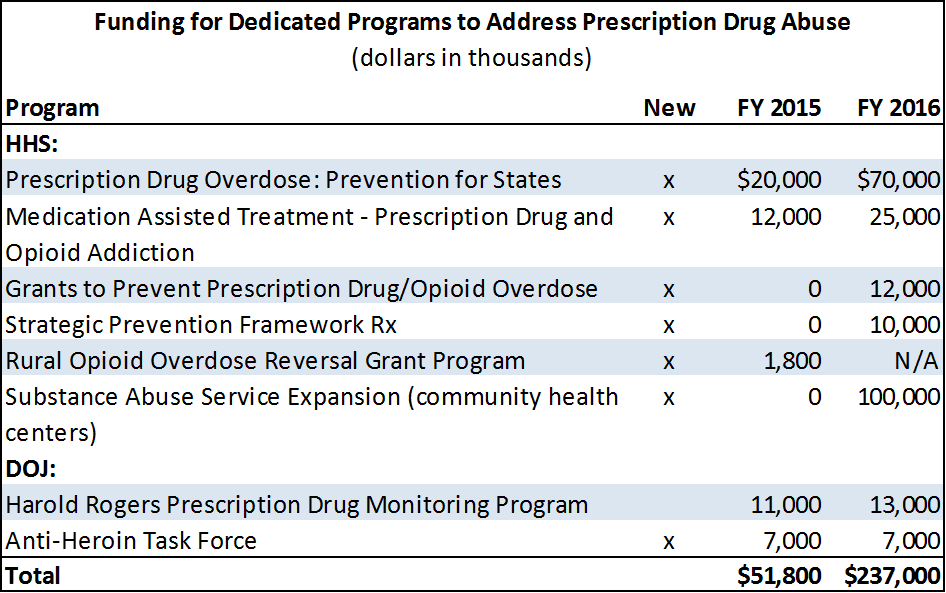 Funding for Dedicated Programs to Address Prescription Drug Abuse
(dollars in thousands)
Program New FY 2015 FY 2016
HHS:
Prescription Drug Overdose: Prevention for States x $20,000 $70,000
Medication Assisted Treatment - Prescription Drug and x 12,000 25,000
Opioid Addiction
Grants to Prevent Prescription Drug/Opioid Overdose x 0 12,000
Strategic Prevention Framework Rx x 0 10,000
Rural Opioid Overdose Reversal Grant Program x 1,800 N/A
Substance Abuse Service Expansion (community health x 0 100,000
centers)
DOJ:
Harold Rogers Prescription Drug Monitoring Program 11,000 13,000
Anti-Heroin Task Force x 7,000 7,000
Total $51,800 $237,000